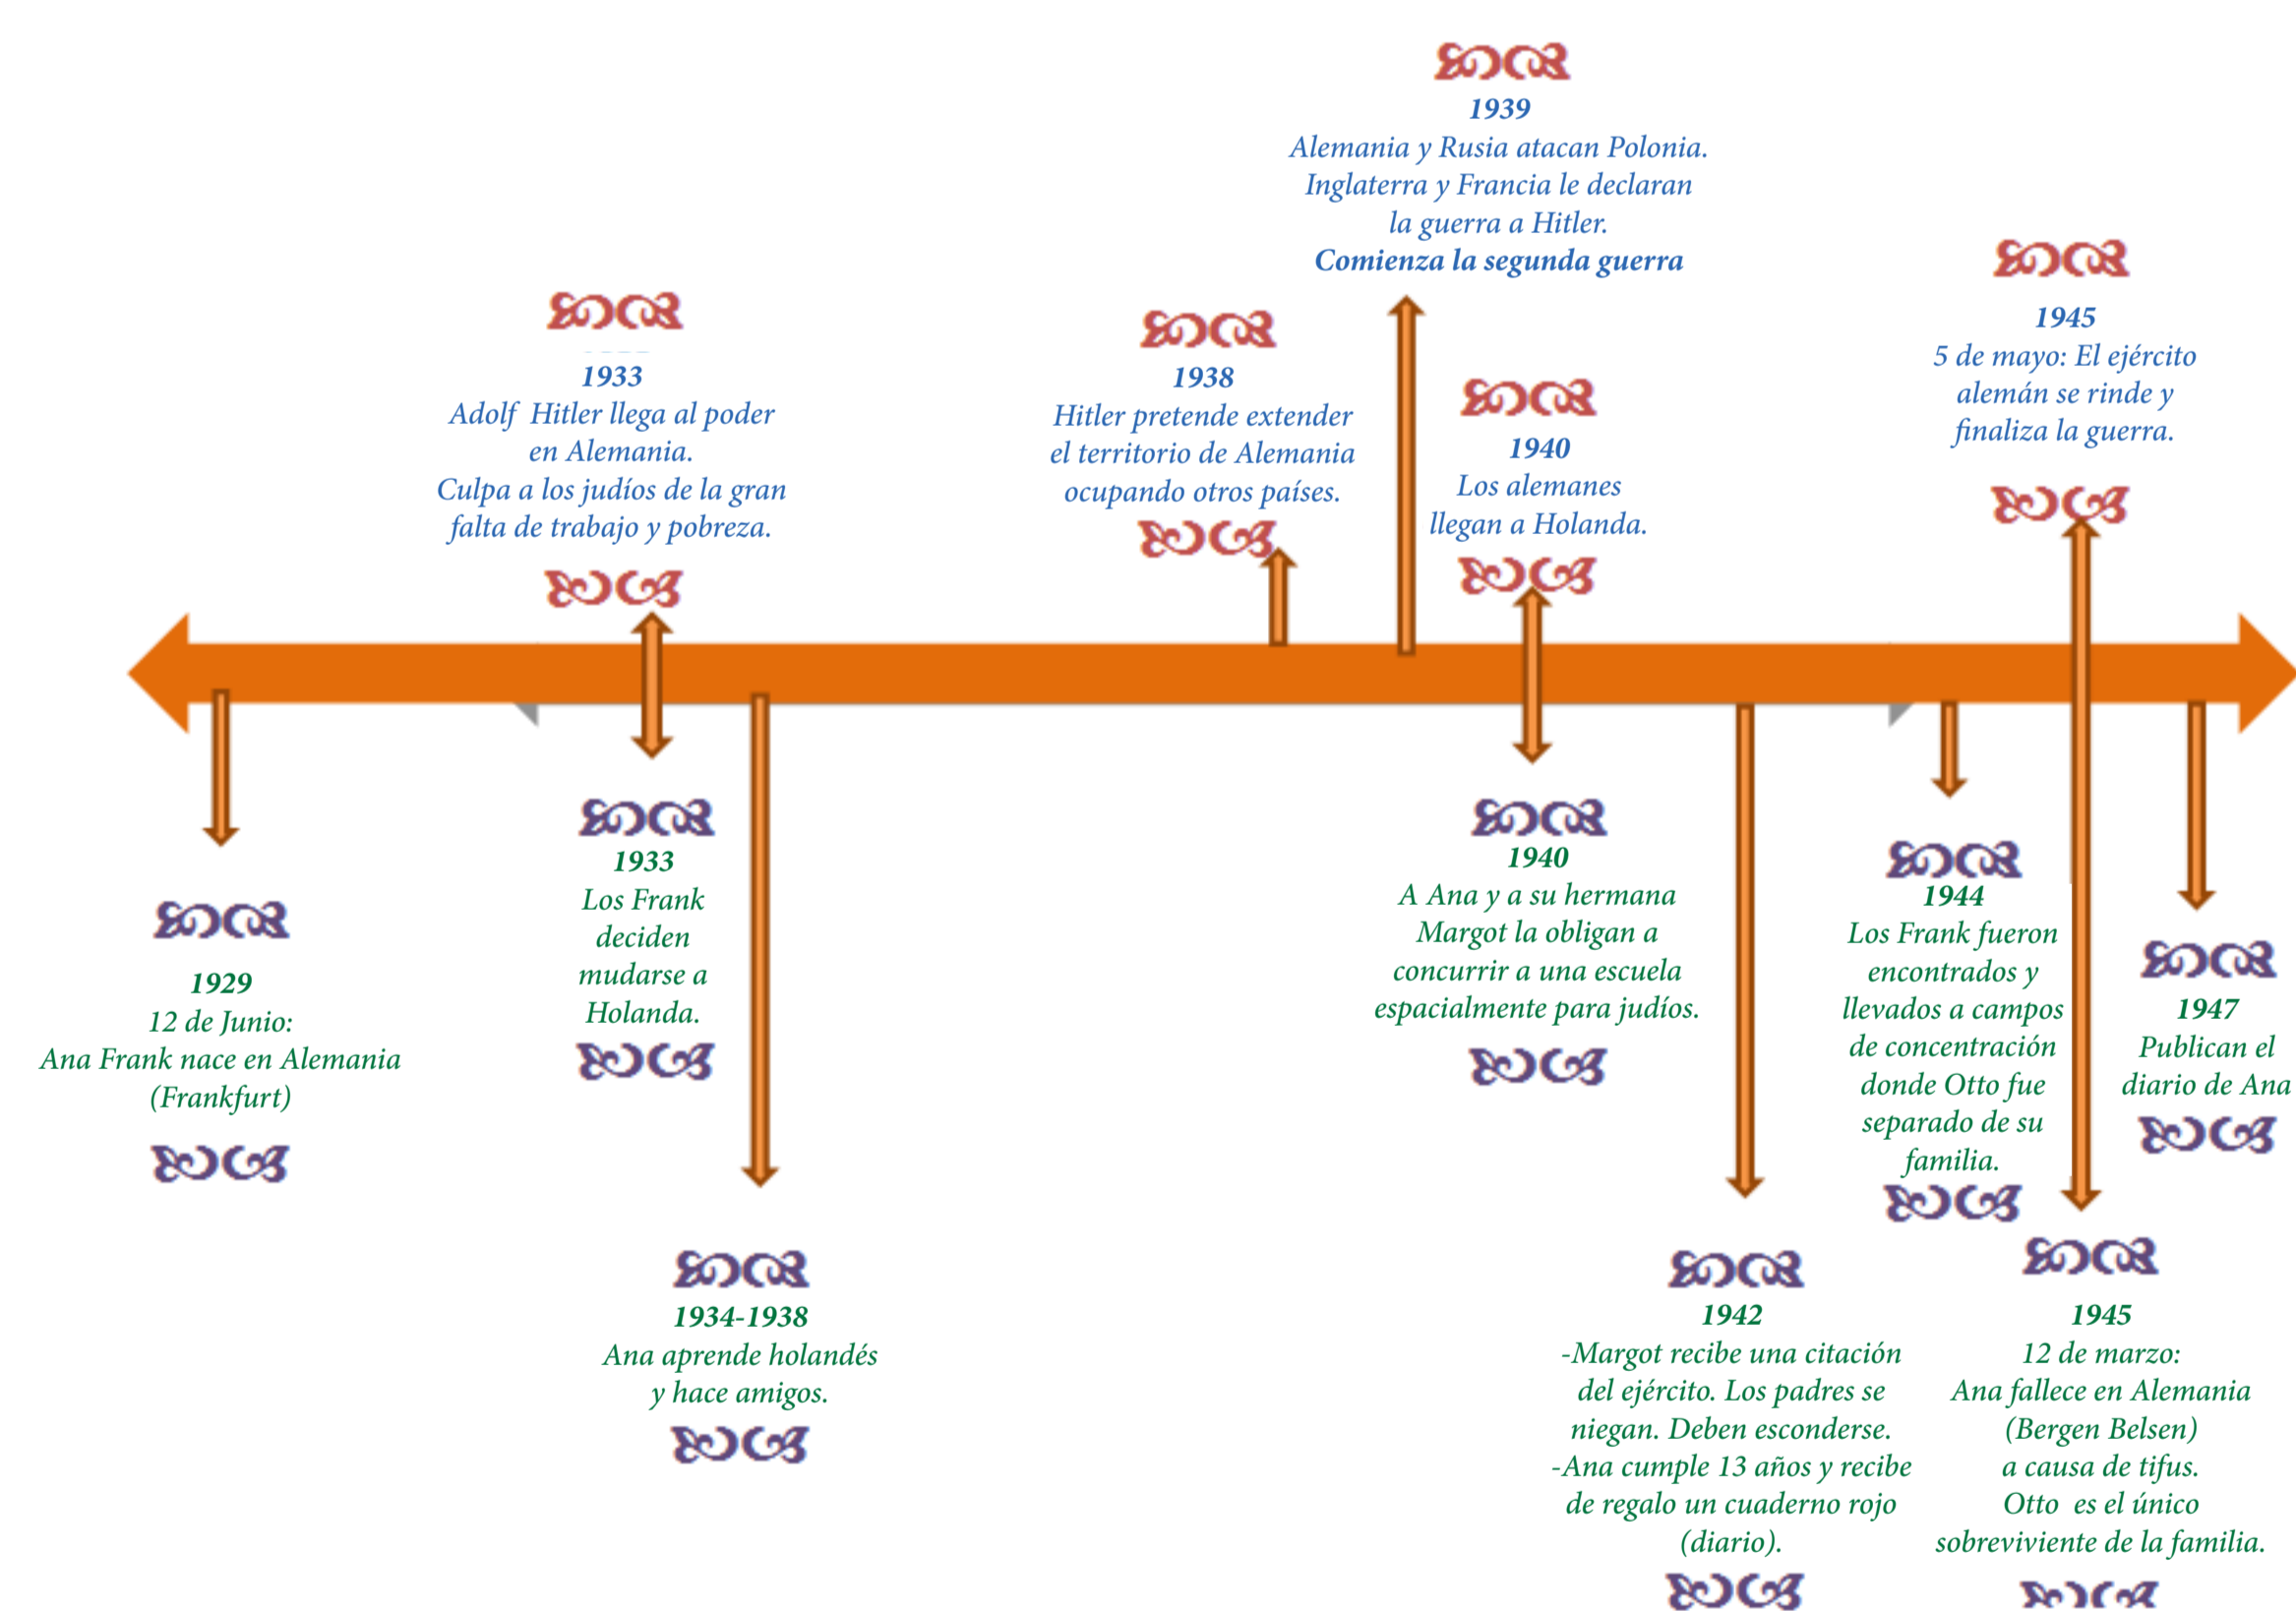 1939
Alemania y Rusia atacan Polonia.
Inglaterra y Francia le declaran
la guerra a Hitler.
Comienza la segunda guerra
1933
Adolf Hitler llega al poder
en Alemania.
Culpa a los judíos de la gran
falta de trabajo y pobreza.
1938
Hitler pretende extender
el territorio de Alemania
ocupando otros países.
1940
Los alemanes
llegan a Holanda.
1945
5 de mayo: El ejército
alemán se rinde y
finaliza la guerra.
1929
12 de Junio:
Ana Frank nace en Alemania
(Frankfurt)
1933
Los Frank
deciden
mudarse a
Holanda.
1934-1938
Ana aprende holandés
y hace amigos.
1940
A Ana y a su hermana
Margot la obligan a
concurrir a una escuela
espacialmente para judíos.
1942
-Margot recibe una citación
del ejército. Los padres se
niegan. Deben esconderse.
-Ana cumple 13 años y recibe
de regalo un cuaderno rojo
(diario).
1944
Los Frank fueron
encontrados y
llevados a campos
de concentración
donde Otto fue
separado de su
familia.
1945
12 de marzo:
Ana fallece en Alemania
(Bergen Belsen)
a causa de tifus.
Otto es el único
sobreviviente de la familia.
1947
Publican el
diario de Ana